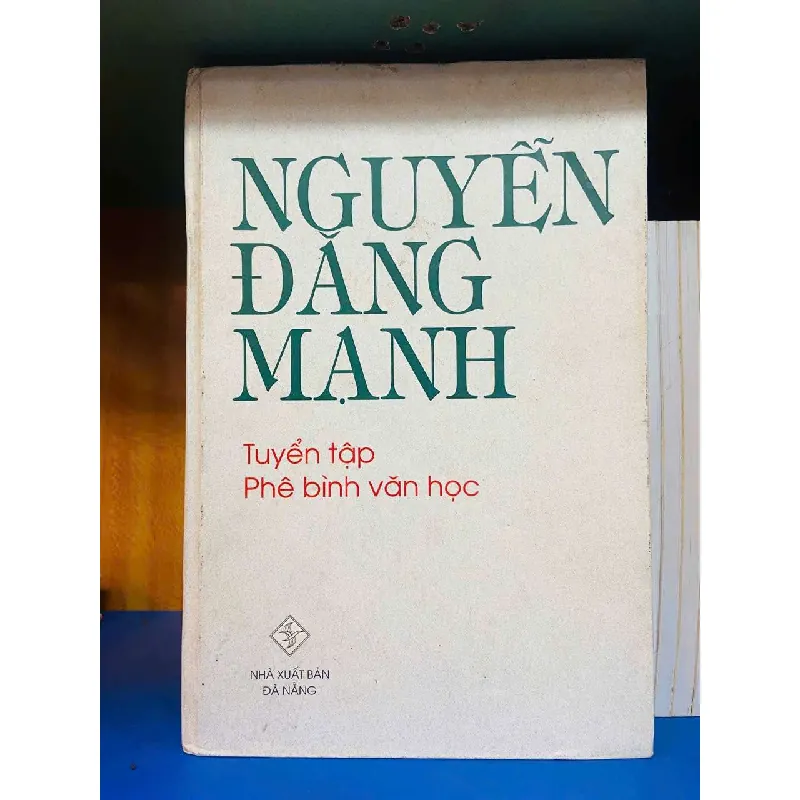 NGUYỄN
ĐĂNG
MẠNH
Tuyển tập
Phê bình văn học
NHÀ XUẤT BẢN
ĐÀ NẴNG